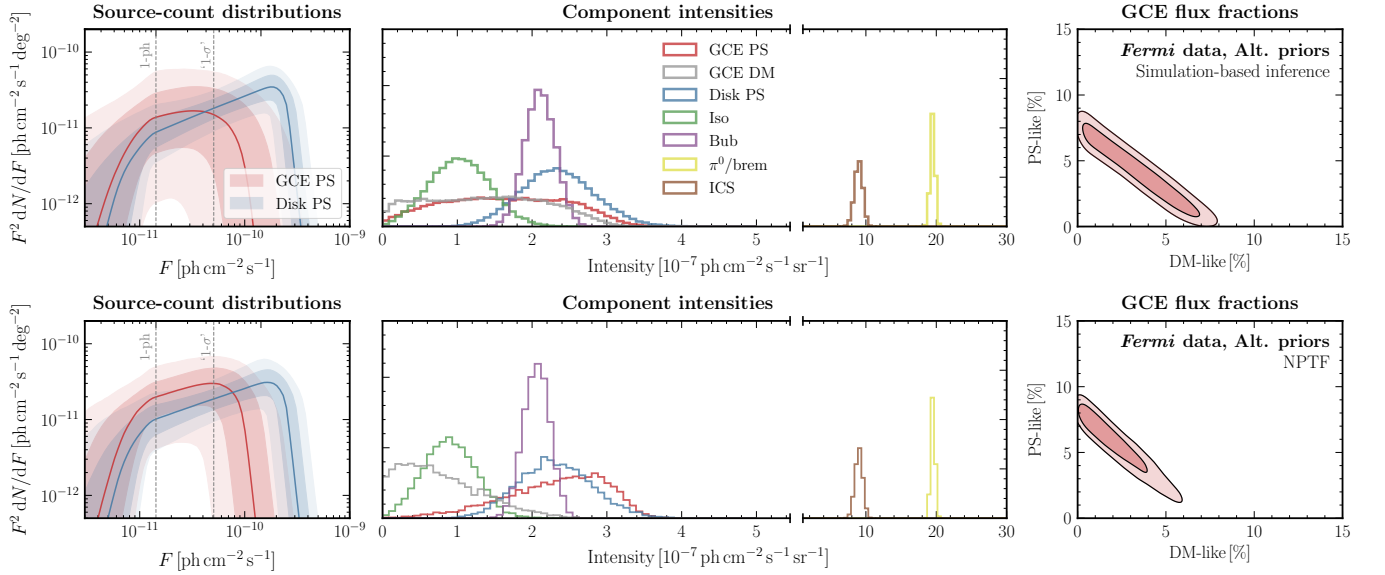 Source-count distributions
Component intensities
GCE flux fractions
F² dN/dF [ph cm⁻² s⁻¹ deg⁻²]
10⁻¹⁰
10⁻¹¹
10⁻¹²
1-ph
‘1-σ’
GCE PS
Disk PS
10⁻¹¹
10⁻¹⁰
10⁻⁹
F [ph cm⁻² s⁻¹]
GCE PS
GCE DM
Disk PS
Iso
Bub
π⁰/brem
ICS
0
1
2
3
4
5
10
20
30
Intensity [10⁻⁷ ph cm⁻² s⁻¹ sr⁻¹]
PS-like [%]
15
10
5
0
Fermi data, Alt. priors
Simulation-based inference
0
5
10
15
DM-like [%]
Source-count distributions
Component intensities
GCE flux fractions
F² dN/dF [ph cm⁻² s⁻¹ deg⁻²]
10⁻¹⁰
10⁻¹¹
10⁻¹²
1-ph
‘1-σ’
10⁻¹¹
10⁻¹⁰
10⁻⁹
F [ph cm⁻² s⁻¹]
0
1
2
3
4
5
10
20
30
Intensity [10⁻⁷ ph cm⁻² s⁻¹ sr⁻¹]
PS-like [%]
15
10
5
0
Fermi data, Alt. priors
NPTF
0
5
10
15
DM-like [%]